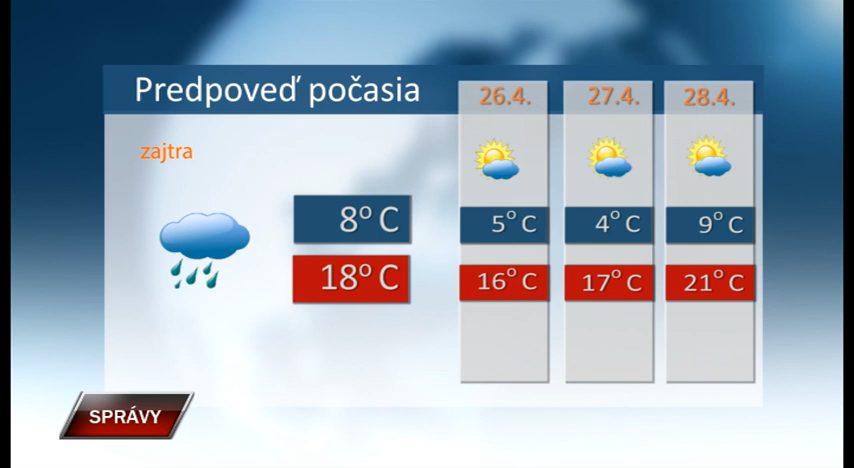 Predpoveď počasia
zajtra
8° C
18° C
26.4.
5° C
16° C
27.4.
4° C
17° C
28.4.
9° C
21° C
SPRÁVY